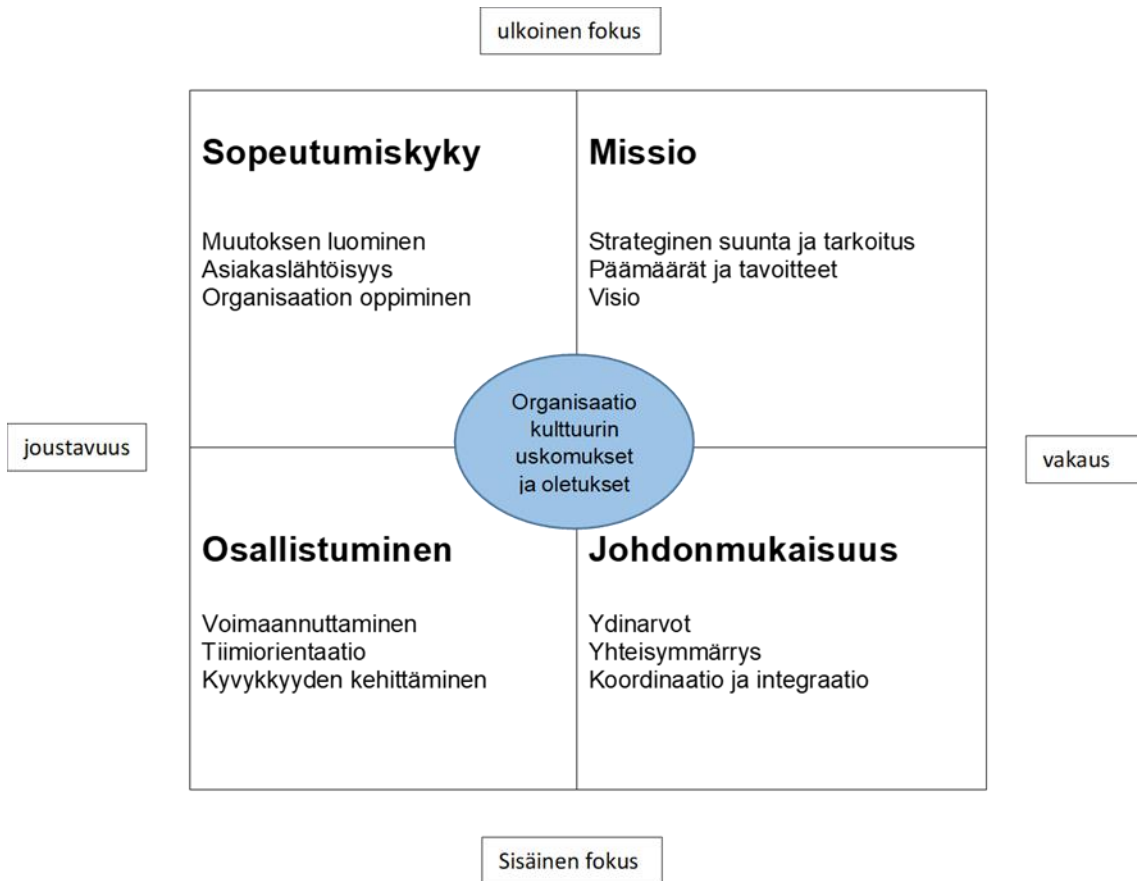 ulkoinen fokus
Sopeutumiskyky
Muutoksen luominen
Asiakaslähtöisyys
Organisaation oppiminen
Missio
Strateginen suunta ja tarkoitus
Päämäärät ja tavoitteet
Visio
joustavuus
Organisaatio
kulttuurin
uskomukset
ja oletukset
vakaus
Osallistuminen
Voimaannuttaminen
Tiimiorientaatio
Kyvykkyyden kehittäminen
Johdonmukaisuus
Ydinarvot
Yhteisymmärrys
Koordinaatio ja integraatio
Sisäinen fokus